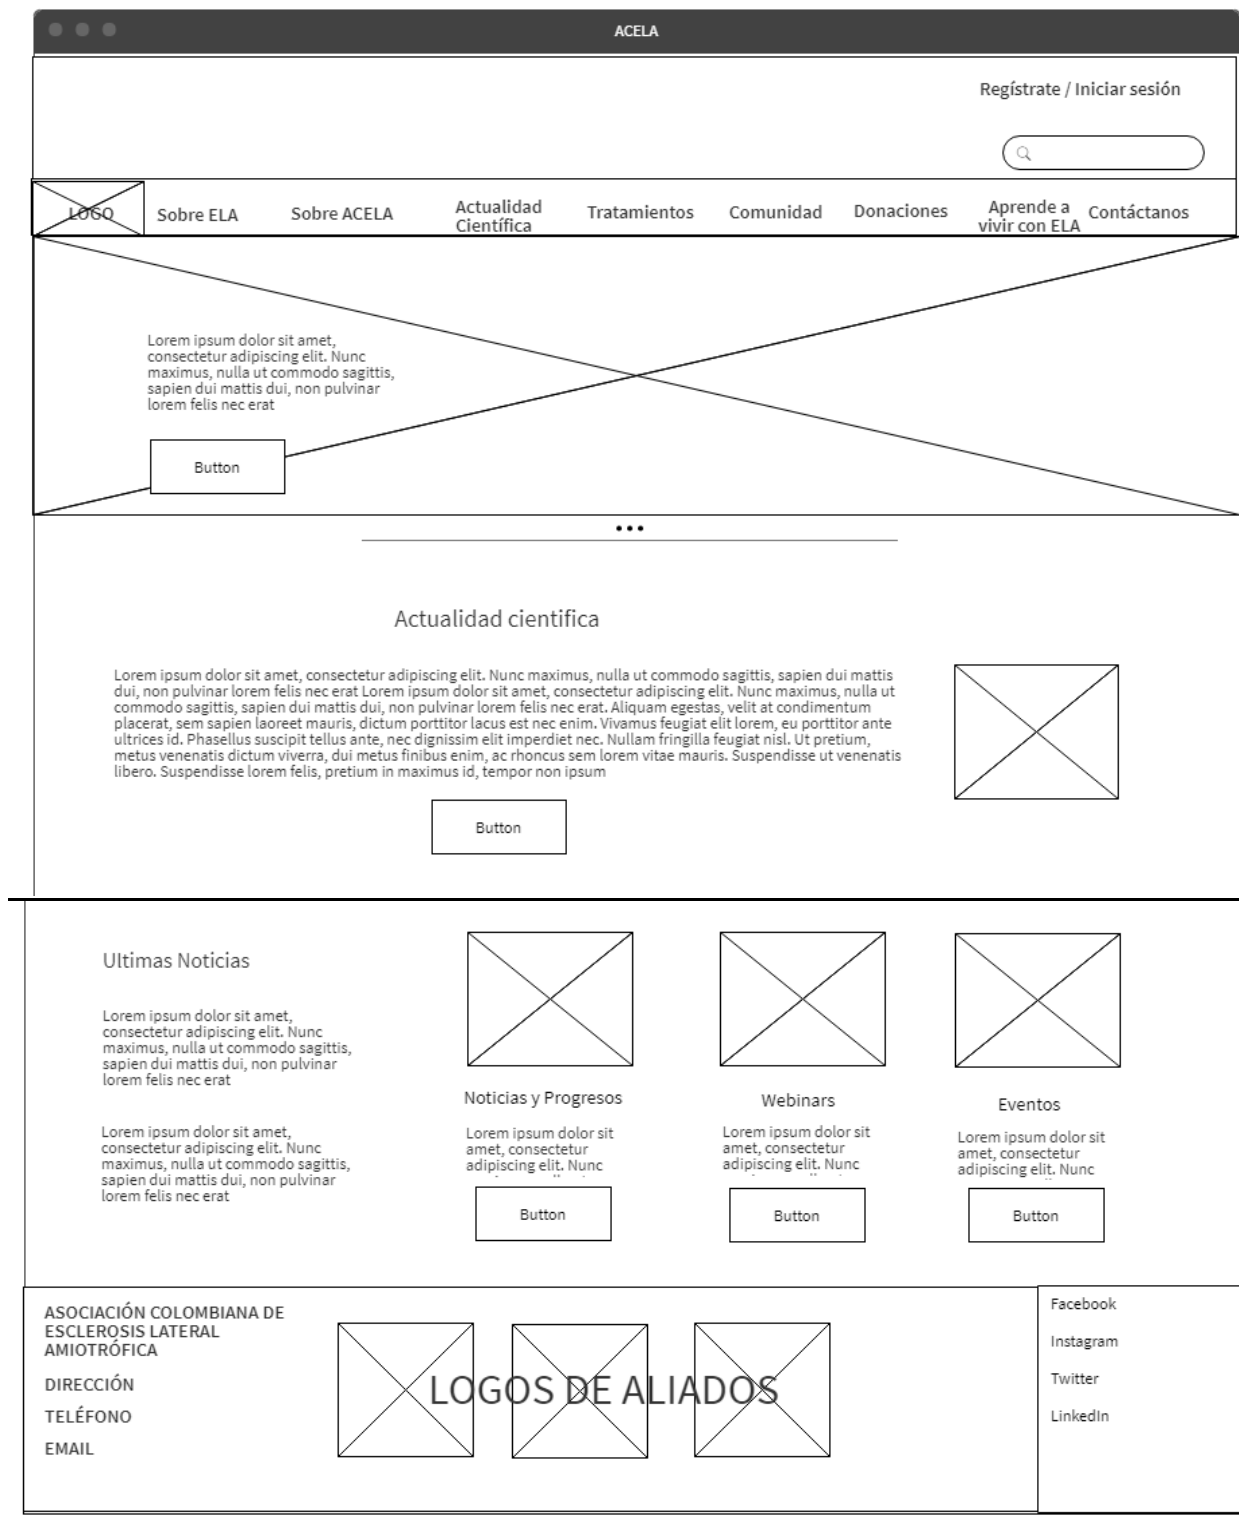 ACELA
Regístrate / Iniciar sesión
LOGO
Sobre ELA
Sobre ACELA
Actualidad
Científica
Tratamientos
Comunidad
Donaciones
Aprende a
vivir con ELA
Contáctanos
Lorem ipsum dolor sit amet,
consectetur adipiscing elit. Nunc
maximus, nulla ut commodo sagittis,
sapien dui mattis dui, non pulvinar
lorem felis nec erat
Button
Actualidad cientifica
Lorem ipsum dolor sit amet, consectetur adipiscing elit. Nunc maximus, nulla ut commodo sagittis, sapien dui mattis
dui, non pulvinar lorem felis nec erat Lorem ipsum dolor sit amet, consectetur adipiscing elit. Nunc maximus, nulla ut
commodo sagittis, sapien dui mattis dui, non pulvinar lorem felis nec erat. Aliquam egestas, velit at condimentum
placerat, sem sapien laoreet mauris, dictum porttitor lacus est nec enim. Vivamus feugiat elit lorem, eu porttitor ante
ultrices id. Phasellus suscipit tellus ante, nec dignissim elit imperdiet nec. Nullam fringilla feugiat nisl. Ut pretium,
metus venenatis dictum viverra, dui metus finibus enim, ac rhoncus sem lorem vitae mauris. Suspendisse ut venenatis
libero. Suspendisse lorem felis, pretium in maximus id, tempor non ipsum
Button
Ultimas Noticias
Lorem ipsum dolor sit amet,
consectetur adipiscing elit. Nunc
maximus, nulla ut commodo sagittis,
sapien dui mattis dui, non pulvinar
lorem felis nec erat
Lorem ipsum dolor sit amet,
consectetur adipiscing elit. Nunc
maximus, nulla ut commodo sagittis,
sapien dui mattis dui, non pulvinar
lorem felis nec erat
Noticias y Progresos
Lorem ipsum dolor sit
amet, consectetur
adipiscing elit. Nunc
Button
Webinars
Lorem ipsum dolor sit
amet, consectetur
adipiscing elit. Nunc
Button
Eventos
Lorem ipsum dolor sit
amet, consectetur
adipiscing elit. Nunc
Button
ASOCIACIÓN COLOMBIANA DE
ESCLEROSIS LATERAL
AMIOTRÓFICA
DIRECCIÓN
TELÉFONO
EMAIL
LOGOS DE ALIADOS
Facebook
Instagram
Twitter
LinkedIn